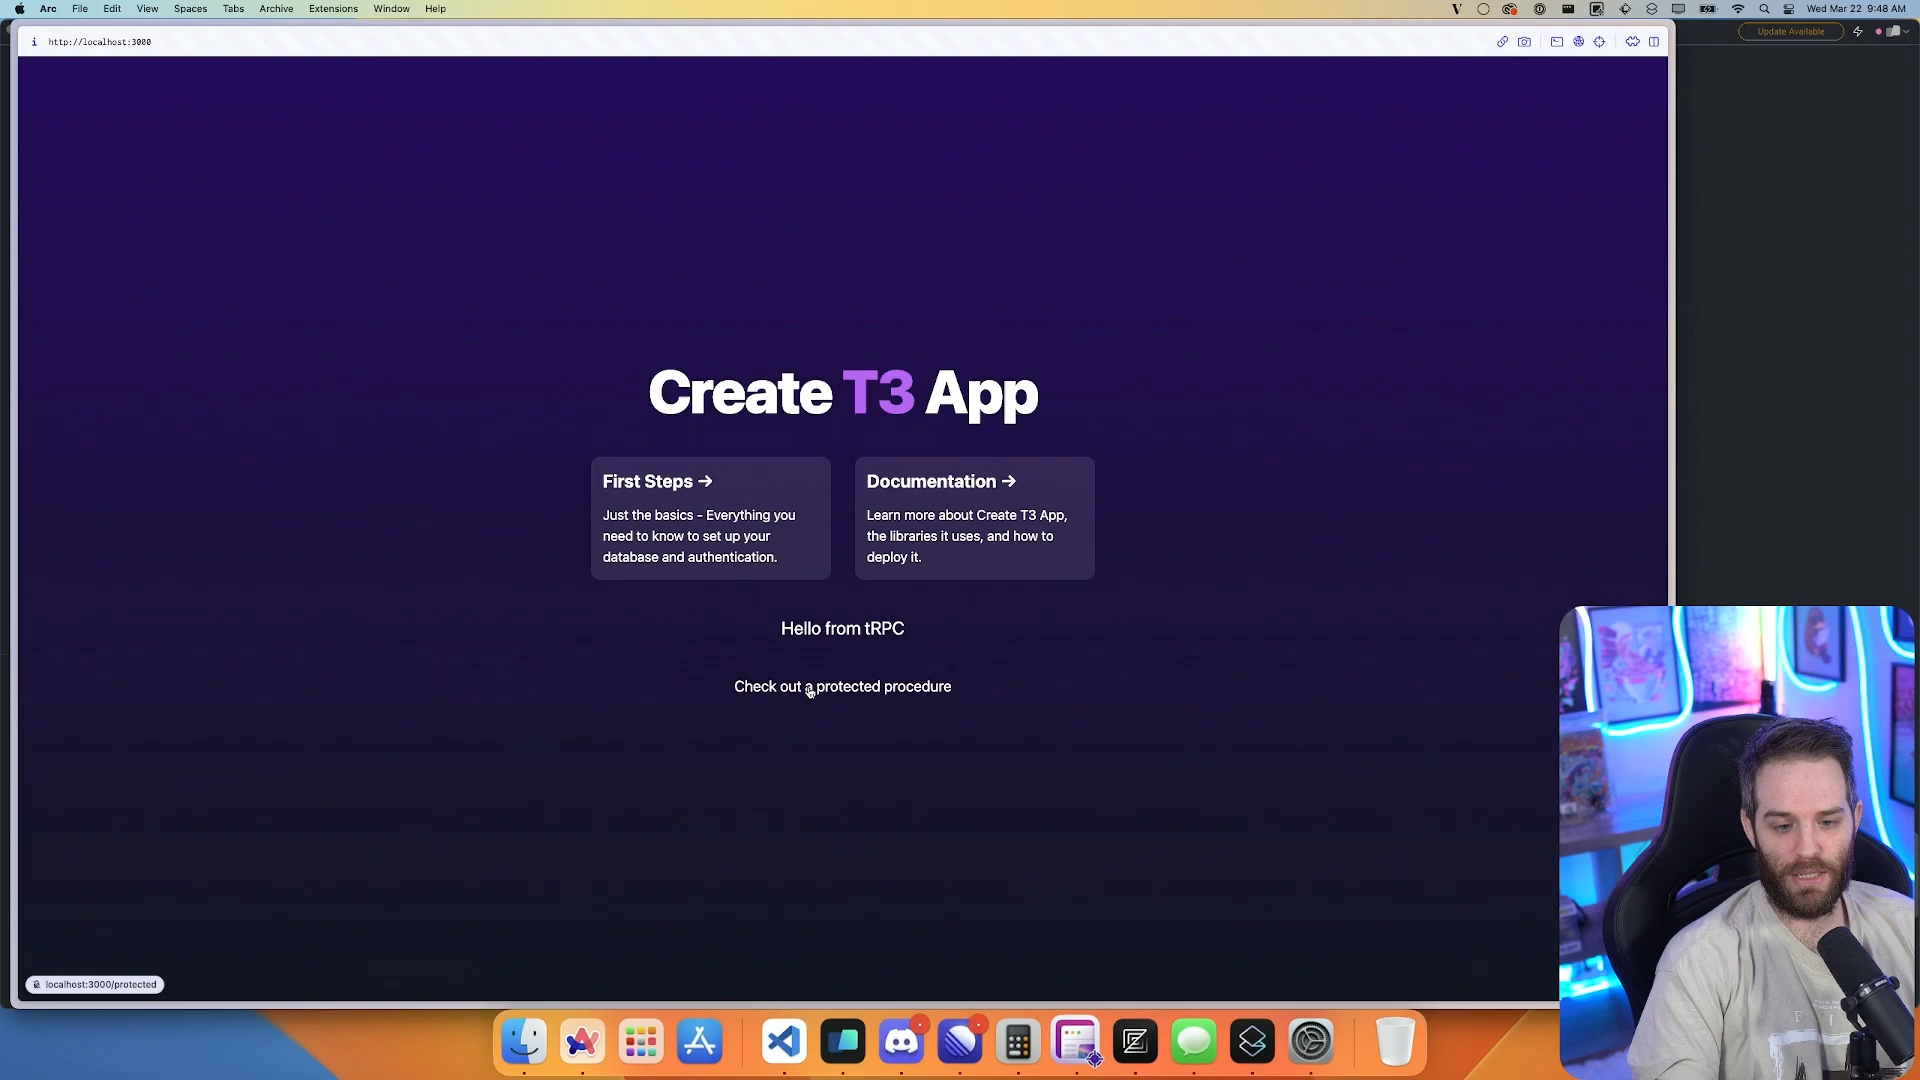 Arc File Edit View Spaces Tabs Archive Extensions Window Help
Wed Mar 22 9:48 AM
http://localhost:3000
Update Available
Create T3 App
First Steps →
Just the basics - Everything you
need to know to set up your
database and authentication.
Documentation →
Learn more about Create T3 App,
the libraries it uses, and how to
deploy it.
Hello from tRPC
Check out a protected procedure
localhost:3000/protected